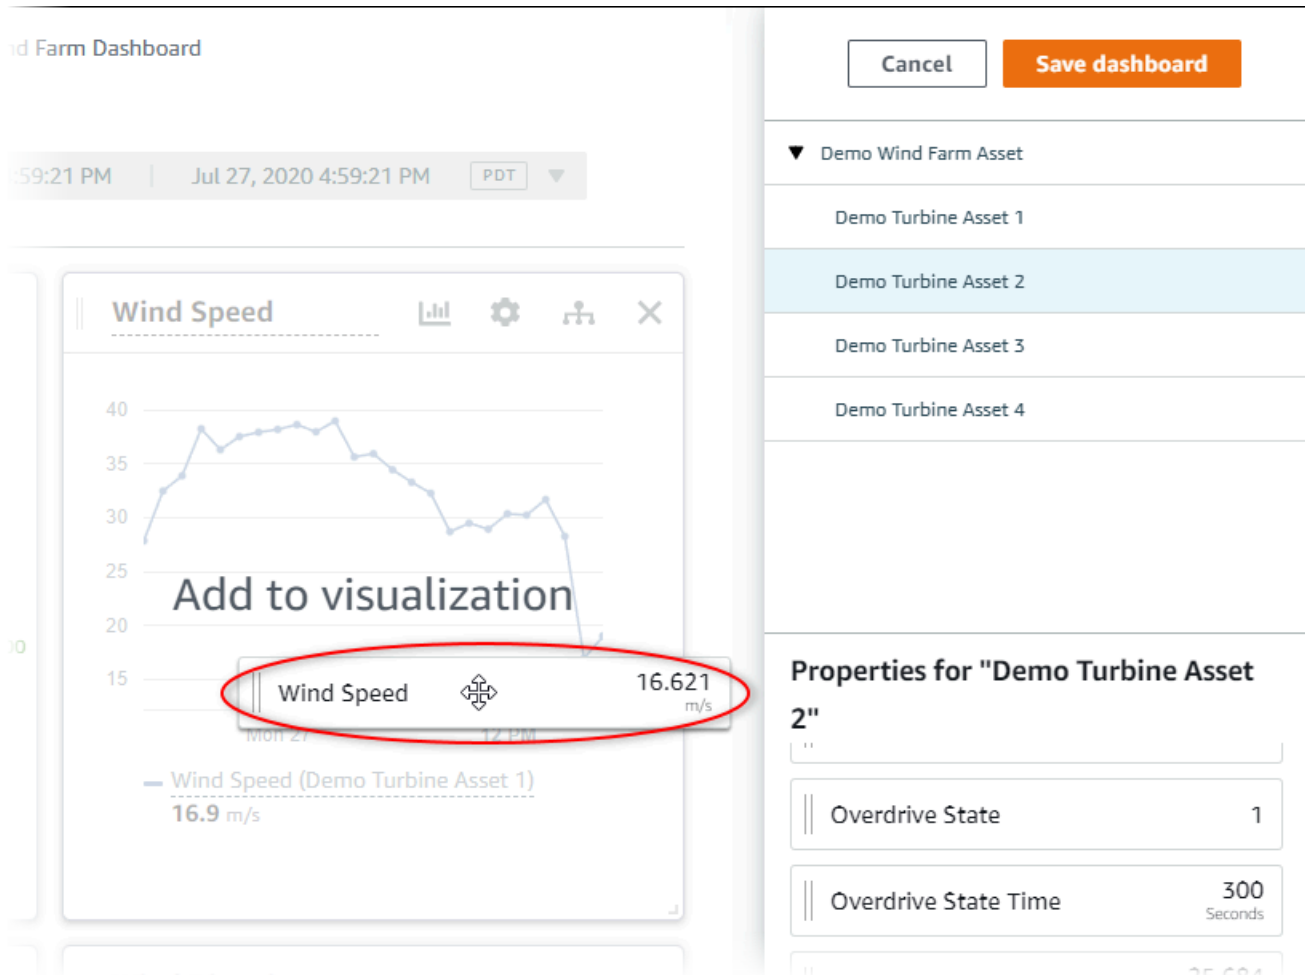 nd Farm Dashboard
Cancel
Save dashboard
:59:21 PM
Jul 27, 2020 4:59:21 PM
PDT
Demo Wind Farm Asset
Demo Turbine Asset 1
Demo Turbine Asset 2
Demo Turbine Asset 3
Demo Turbine Asset 4
Wind Speed
40
35
30
25
20
15
Add to visualization
Wind Speed
16.621
m/s
Mon 27
12 PM
Wind Speed (Demo Turbine Asset 1)
16.9 m/s
Properties for "Demo Turbine Asset
2"
Overdrive State
1
Overdrive State Time
300
Seconds